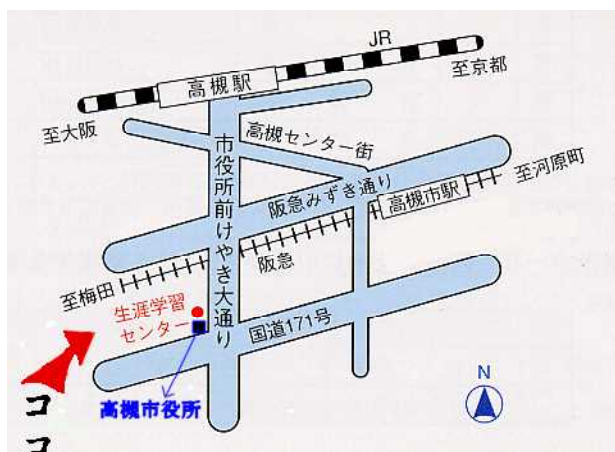 JR
高槻駅
至京都
至大阪
高槻センター街
市役所前けやき大通り
阪急みずき通り
高槻市駅
至河原町
阪急
至梅田
生涯学習
センター
国道171号
高槻市役所
ココ
N